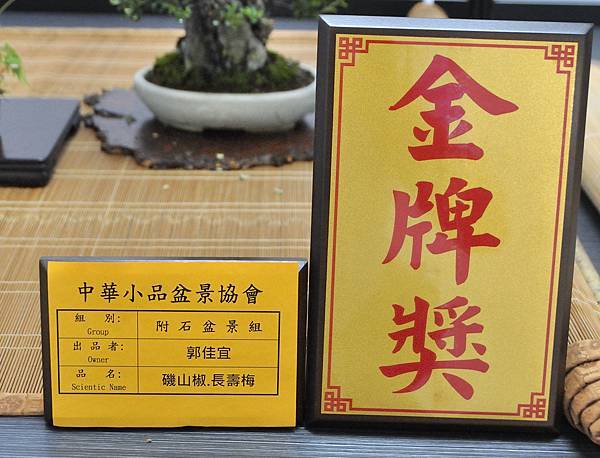 中華小品盆景協會
組 別: 附石盆景組
Group
出品者: 郭佳宜
Owner
品 名: 磯山椒.長壽梅
Scientic Name
金牌獎